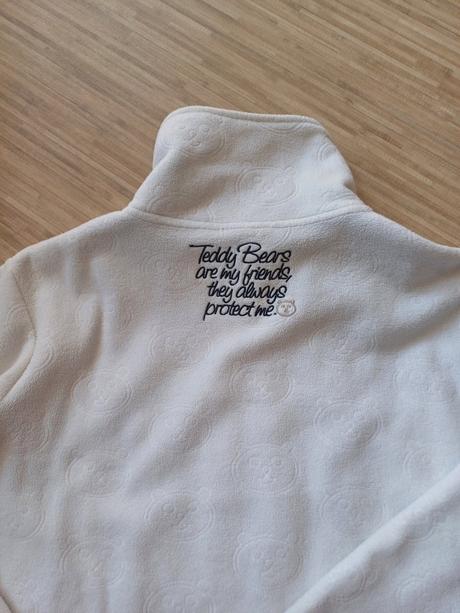 Teddy Bears
are my friends,
they always
protect me.